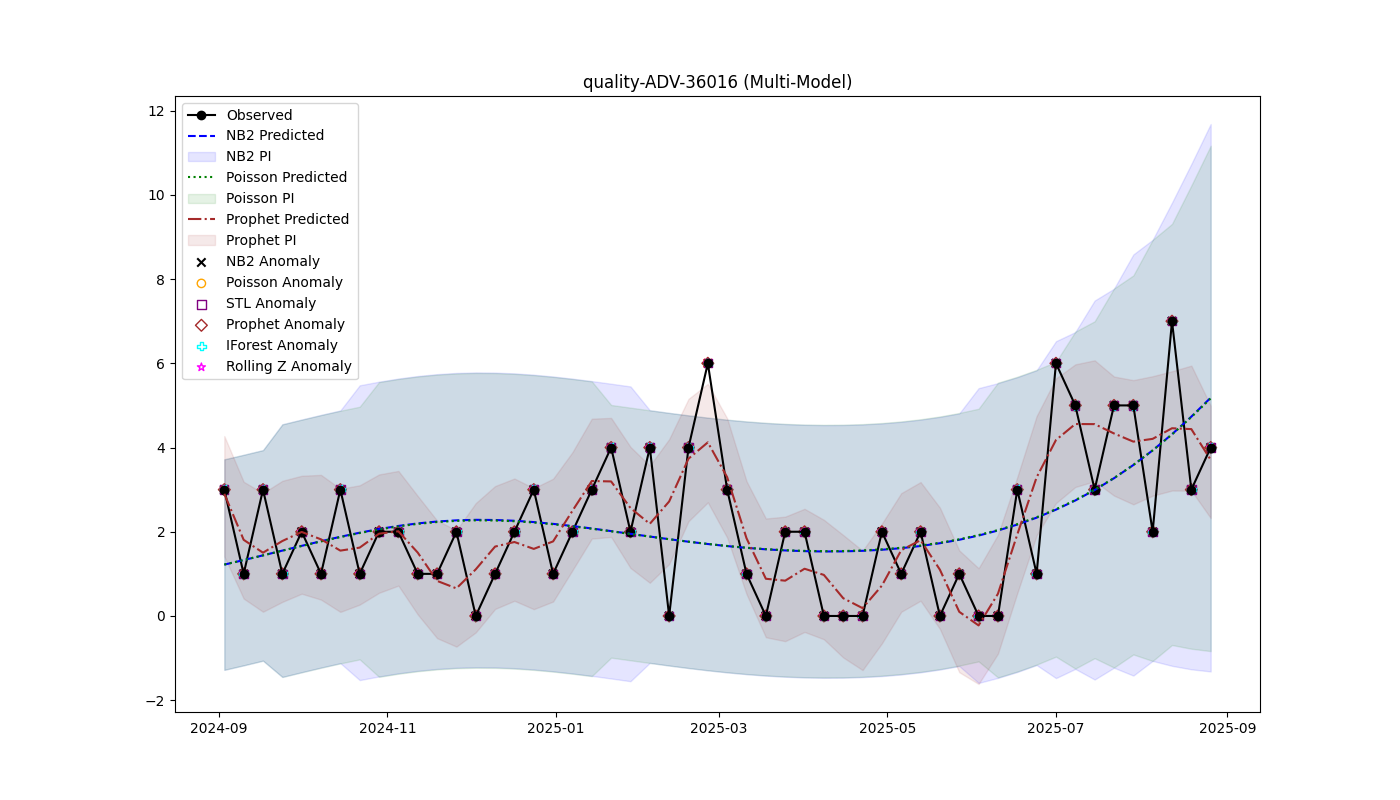 quality-ADV-36016 (Multi-Model)
12
10
8
6
4
2
0
−2
Observed
NB2 Predicted
NB2 PI
Poisson Predicted
Poisson PI
Prophet Predicted
Prophet PI
NB2 Anomaly
Poisson Anomaly
STL Anomaly
Prophet Anomaly
IForest Anomaly
Rolling Z Anomaly
2024-09 2024-11 2025-01 2025-03 2025-05 2025-07 2025-09